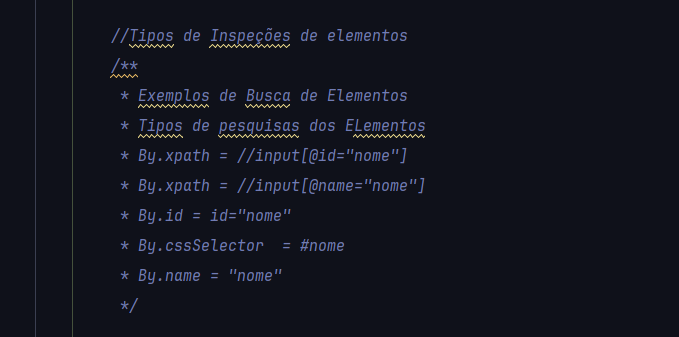 //Tipos de Inspeções de elementos
/**
* Exemplos de Busca de Elementos
* Tipos de pesquisas dos ELementos
* By.xpath = //input[@id="nome"]
* By.xpath = //input[@name="nome"]
* By.id = id="nome"
* By.cssSelector  = #nome
* By.name = "nome"
*/